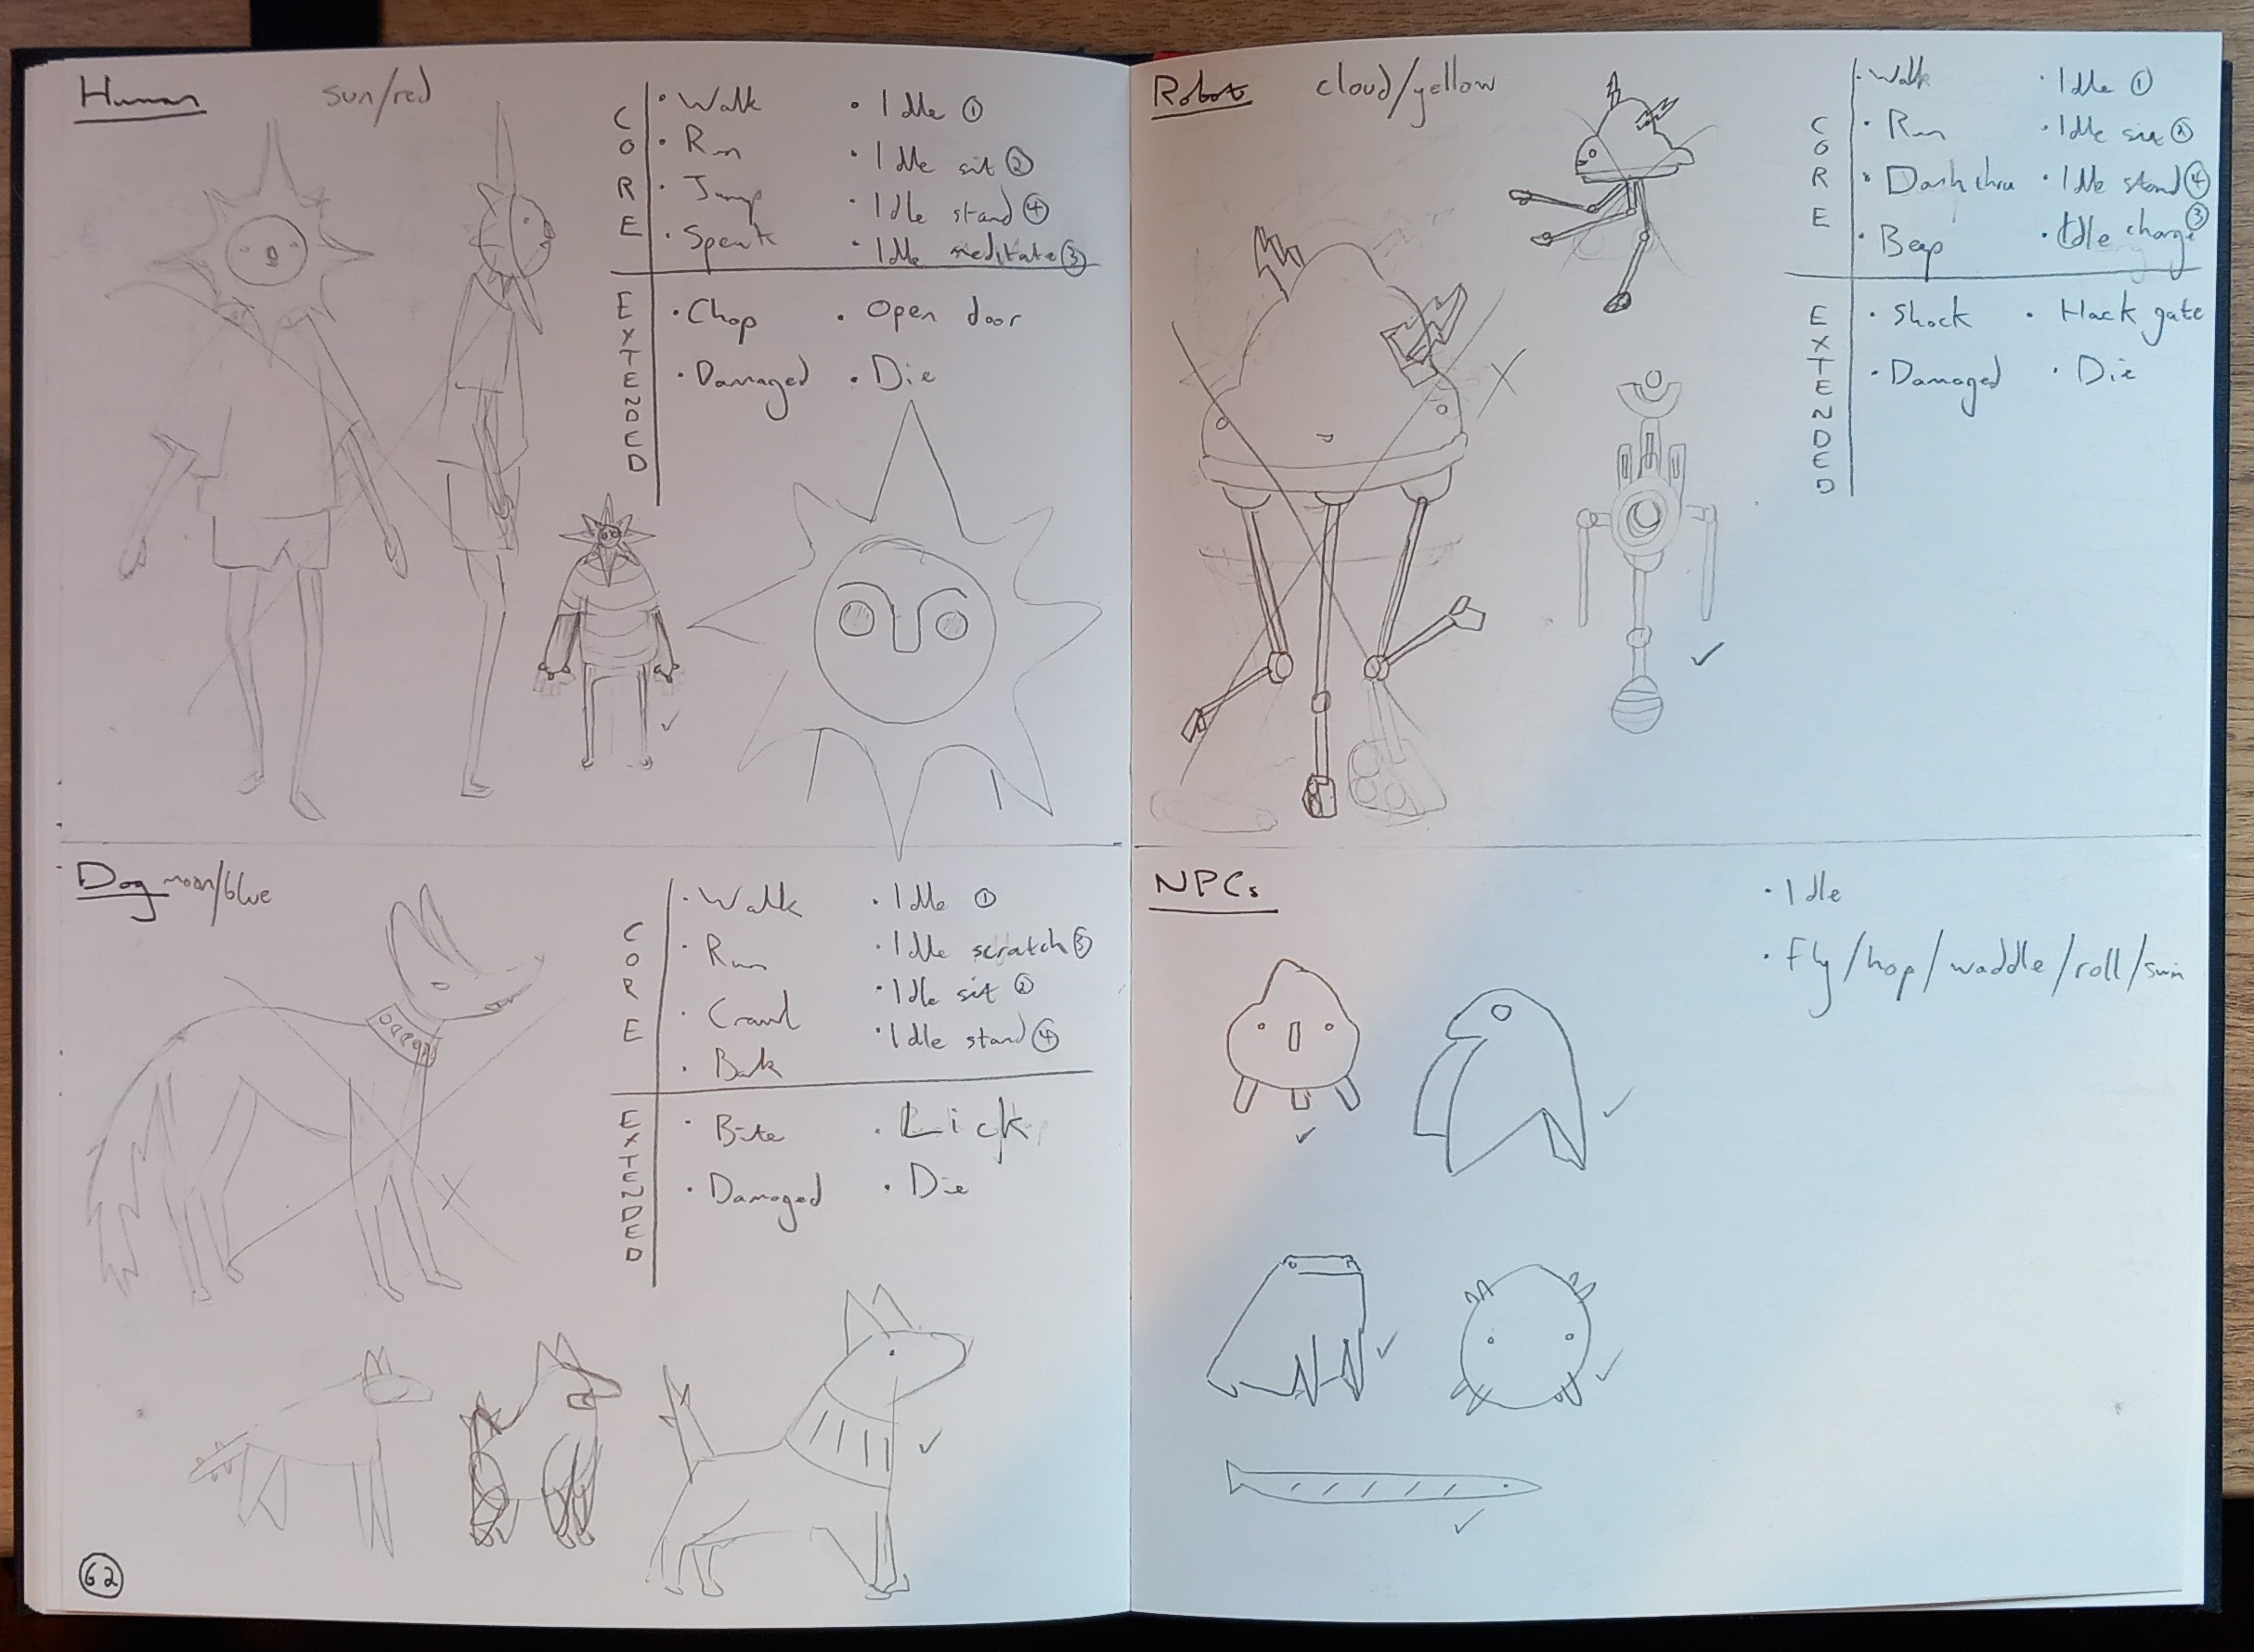 Human sun/red
CORE
• Walk • Idle ①
• Run • Idle sit ②
• Jump • Idle stand ④
• Speak • Idle meditate ③
EXTENDED
• Chop • Open door
• Damaged • Die
Dog moon/blue
CORE
• Walk • Idle ①
• Run • Idle scratch ③
• Crawl • Idle sit ②
• Bark • Idle stand ④
EXTENDED
• Bite • Lick
• Damaged • Die
62
Robot cloud/yellow
CORE
• Walk • Idle ①
• Run • Idle sit ②
• Dash thru • Idle stand ④
• Beep • Idle charge ③
EXTENDED
• Shock • Hack gate
• Damaged • Die
NPCs
• Idle
• Fly/hop/waddle/roll/swim